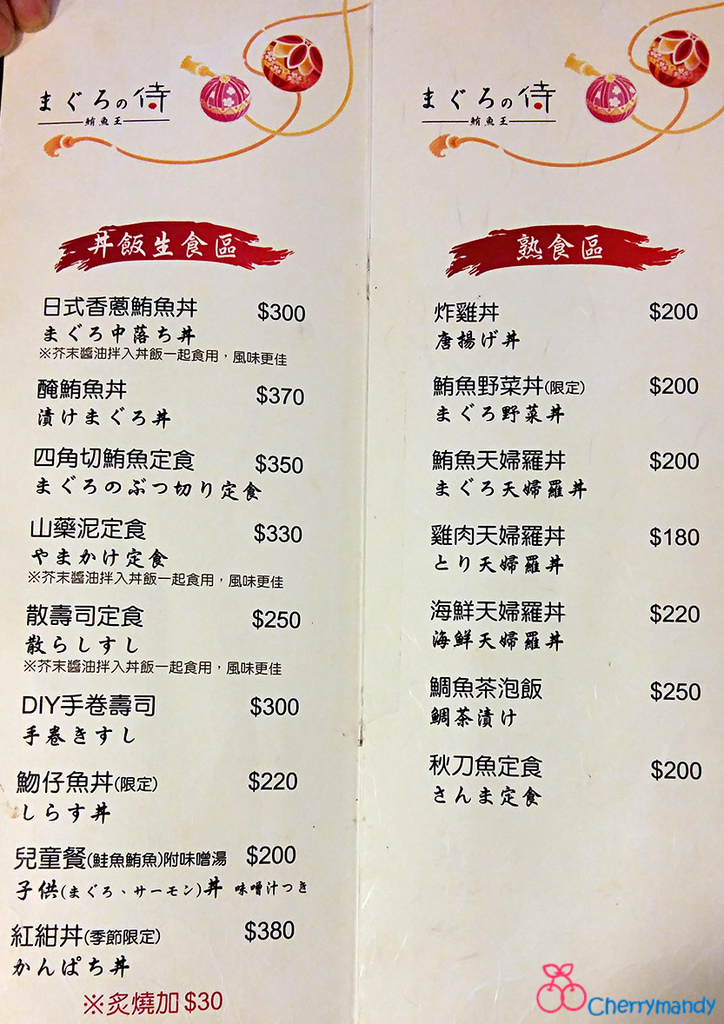 まぐろの侍
鮪魚王
丼飯生食區
日式香蔥鮪魚丼 $300
まぐろ中落ち丼
※芥末醬油拌入丼飯一起食用，風味更佳
醃鮪魚丼 $370
漬けまぐろ丼
四角切鮪魚定食 $350
まぐろのぶつ切り定食
山藥泥定食 $330
やまかけ定食
※芥末醬油拌入丼飯一起食用，風味更佳
散壽司定食 $250
散らしすし
※芥末醬油拌入丼飯一起食用，風味更佳
DIY手卷壽司 $300
手巻きすし
魩仔魚丼(限定) $220
しらす丼
兒童餐(鮭魚鮪魚)附味噌湯 $200
子供(まぐろ、サーモン)丼 味噌汁つき
紅紺丼(季節限定) $380
かんぱち丼
※炙燒加 $30
まぐろの侍
鮪魚王
熟食區
炸雞丼 $200
唐揚げ丼
鮪魚野菜丼(限定) $200
まぐろ野菜丼
鮪魚天婦羅丼 $200
まぐろ天婦羅丼
雞肉天婦羅丼 $180
とり天婦羅丼
海鮮天婦羅丼 $220
海鮮天婦羅丼
鯛魚茶泡飯 $250
鯛茶漬け
秋刀魚定食 $200
さんま定食
Cherrymandy